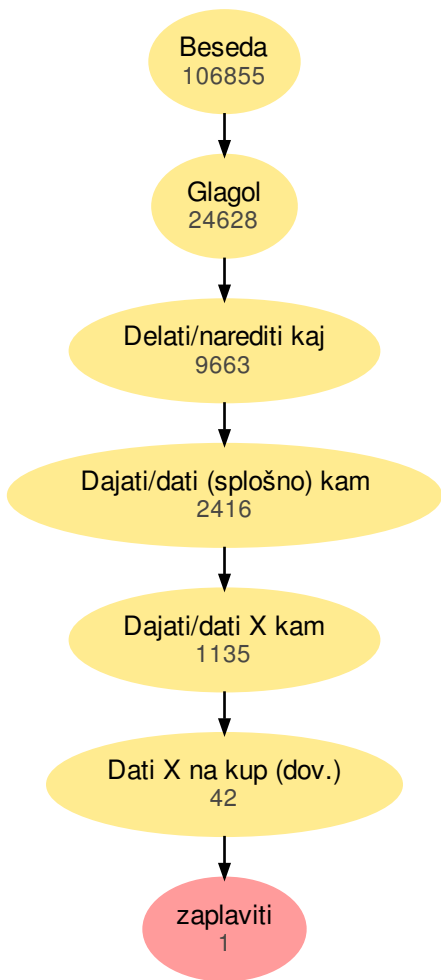 Beseda
106855
Glagol
24628
Delati/narediti kaj
9663
Dajati/dati (splošno) kam
2416
Dajati/dati X kam
1135
Dati X na kup (dov.)
42
zaplaviti
1